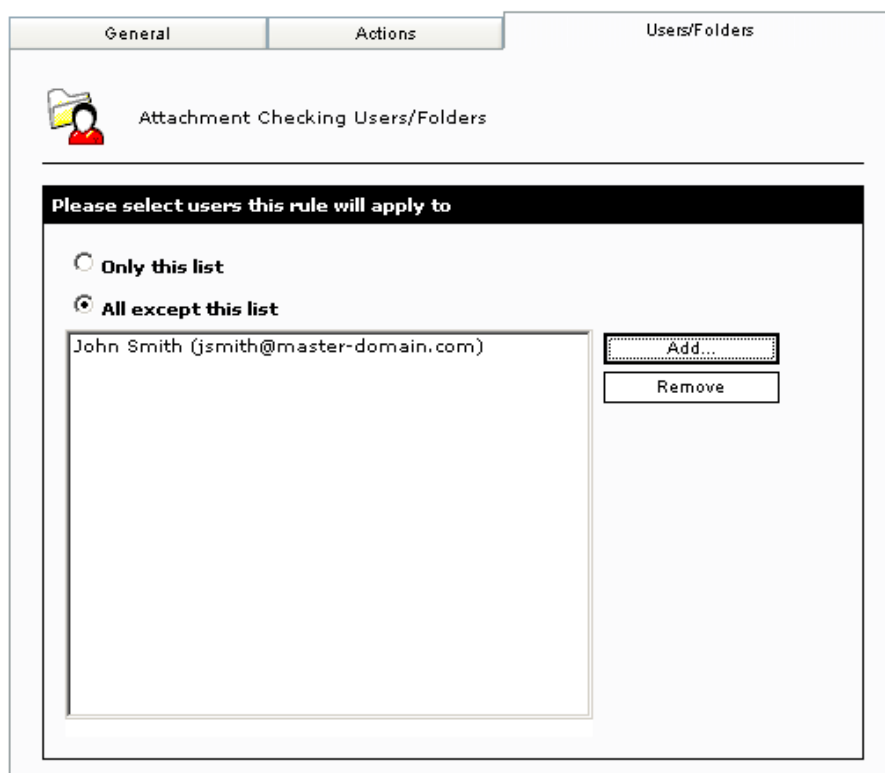 General
Actions
Users/Folders
Attachment Checking Users/Folders
Please select users this rule will apply to
Only this list
All except this list
John Smith (jsmith@master-domain.com)
Add...
Remove